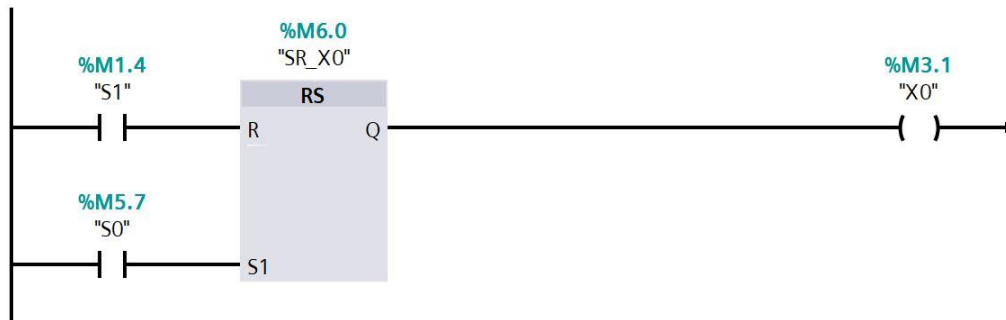 %M6.0
"SR_X0"
%M1.4
"S1"
%M3.1
"X0"
RS
R
Q
%M5.7
"S0"
S1